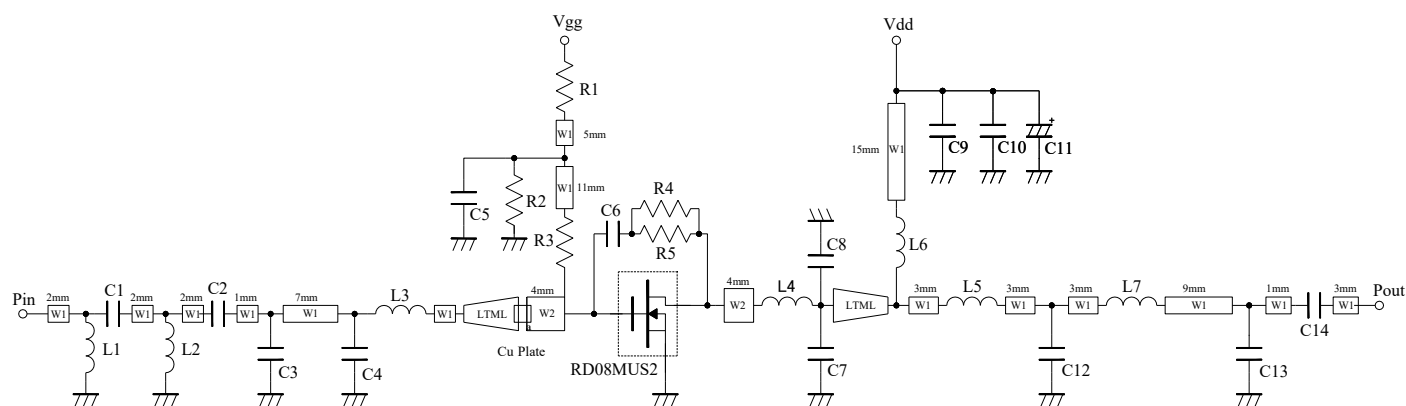 Vgg
Vdd
R1
W1 5mm
15mm W1
C9 C10 + C11
W1 11mm
C5 R2
R3
R4
C6
R5
C8
L6
Pin 2mm W1 C1 2mm W1 2mm W1 C2 1mm W1 7mm W1 L3 W1 LTML 4mm W2 a
4mm W2 L4 LTML 3mm W1 L5 3mm W1 3mm W1 L7 9mm W1 1mm W1 C14 3mm W1 Pout
L1 L2 C3 C4
Cu Plate
RD08MUS2
C7 C12 C13